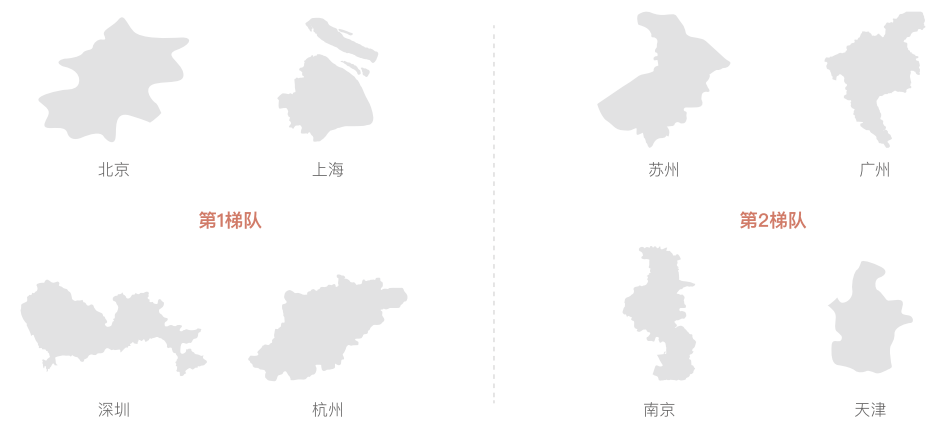 北京
上海
第1梯队
深圳
杭州
苏州
广州
第2梯队
南京
天津